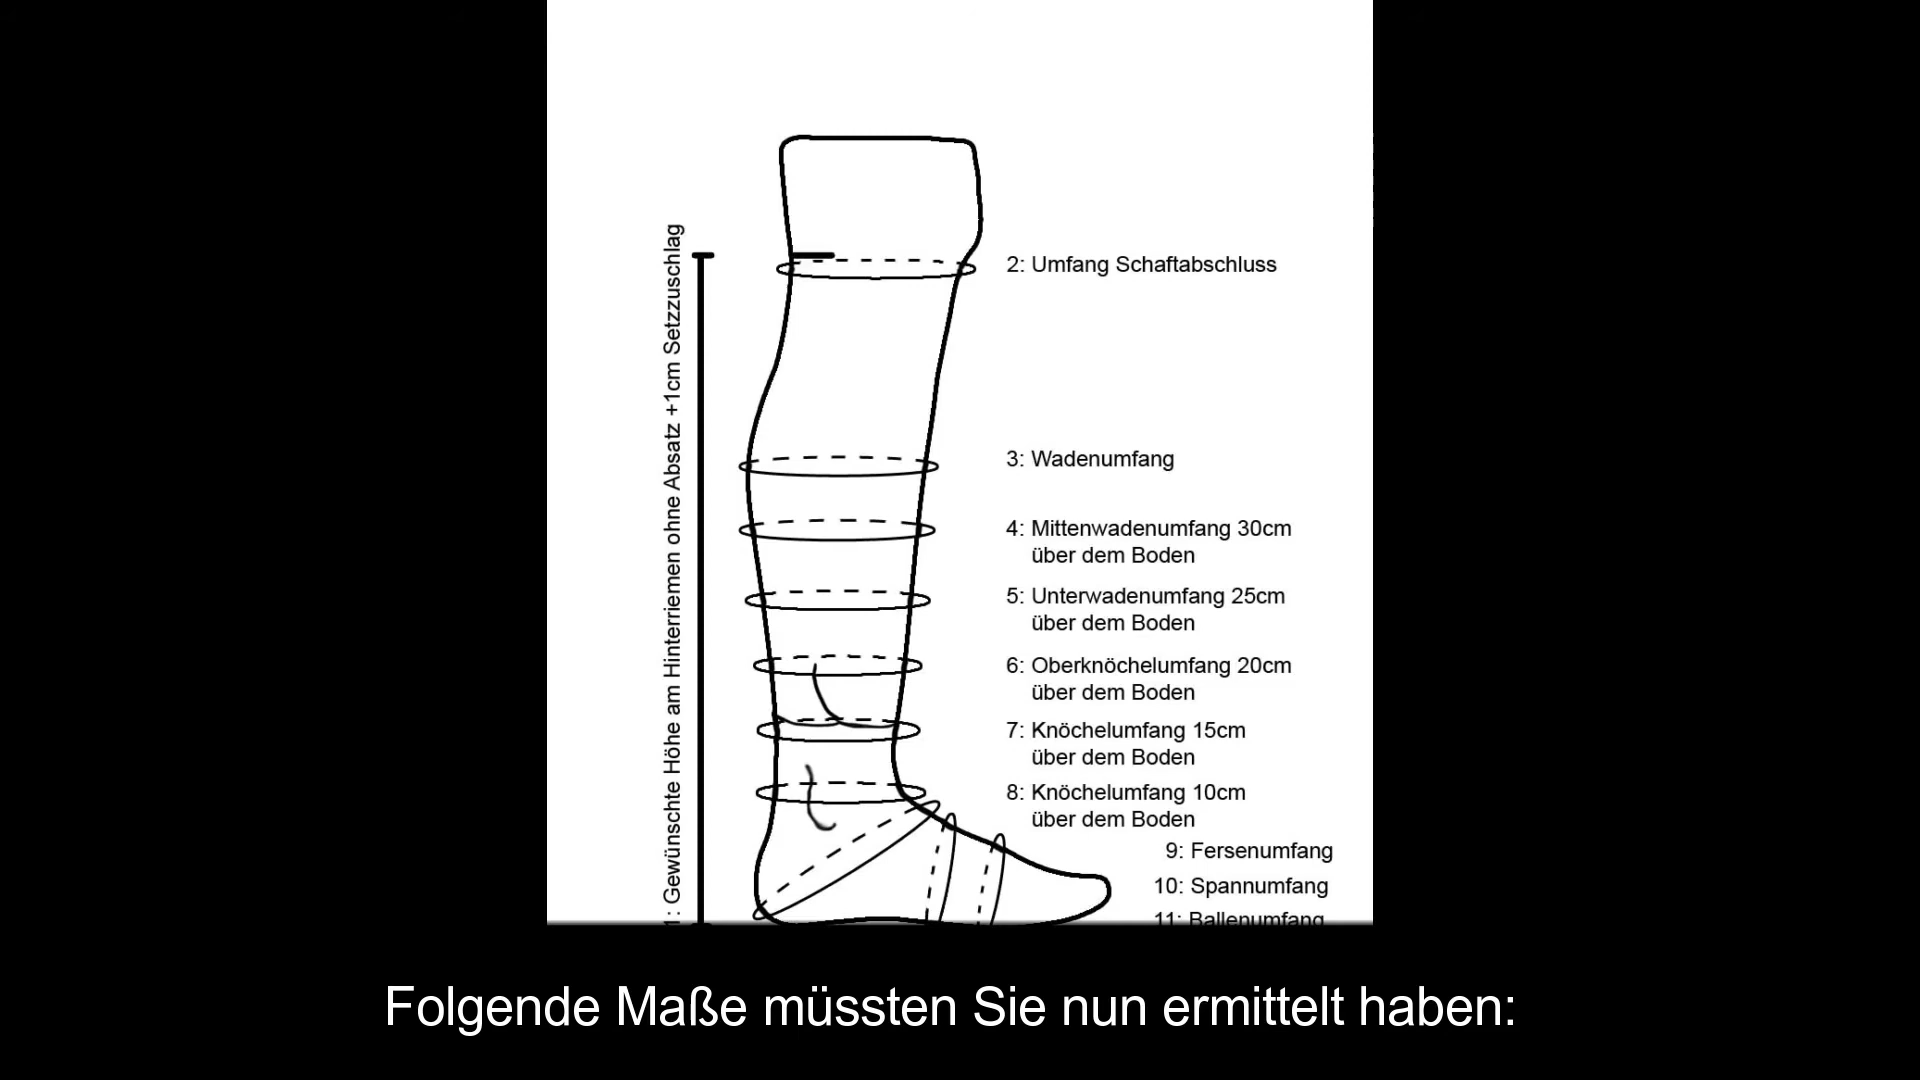 1: Gewünschte Höhe am Hinterriemen ohne Absatz +1cm Setzzuschlag
2: Umfang Schaftabschluss
3: Wadenumfang
4: Mittenwadenumfang 30cm
über dem Boden
5: Unterwadenumfang 25cm
über dem Boden
6: Oberknöchelumfang 20cm
über dem Boden
7: Knöchelumfang 15cm
über dem Boden
8: Knöchelumfang 10cm
über dem Boden
9: Fersenumfang
10: Spannumfang
11: Ballenumfang
Folgende Maße müssten Sie nun ermittelt haben: